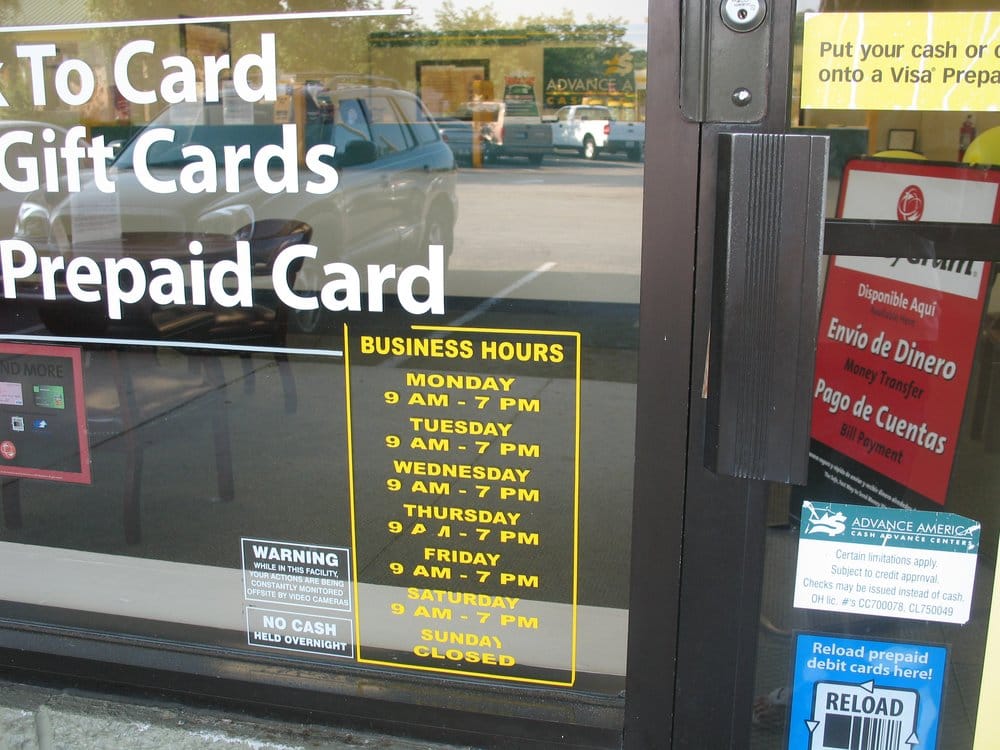 To Card
Gift Cards
Prepaid Card
BUSINESS HOURS
MONDAY
9 AM - 7 PM
TUESDAY
9 AM - 7 PM
WEDNESDAY
9 AM - 7 PM
THURSDAY
9 AM - 7 PM
FRIDAY
9 AM - 7 PM
SATURDAY
9 AM - 7 PM
SUNDAY
CLOSED
WARNING
WHILE IN THIS FACILITY,
YOUR ACTIONS ARE BEING
CONSTANTLY MONITORED
OFFSITE BY VIDEO CAMERAS
NO CASH
HELD OVERNIGHT
MORE
ADVANCE A
Put your cash or
onto a Visa® Prepa
Disponible Aquí
Available Here
Envío de Dinero
Money Transfer
Pago de Cuentas
Bill Payment
ADVANCE AMERICA
CASH ADVANCE CENTERS
Certain limitations apply.
Subject to credit approval.
Checks may be issued instead of cash.
OH lic. #'s CC700078, CL750049
Reload prepaid
debit cards here!
RELOAD